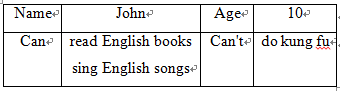 Name John Age 10
Can read English books Can't do kung fu
sing English songs